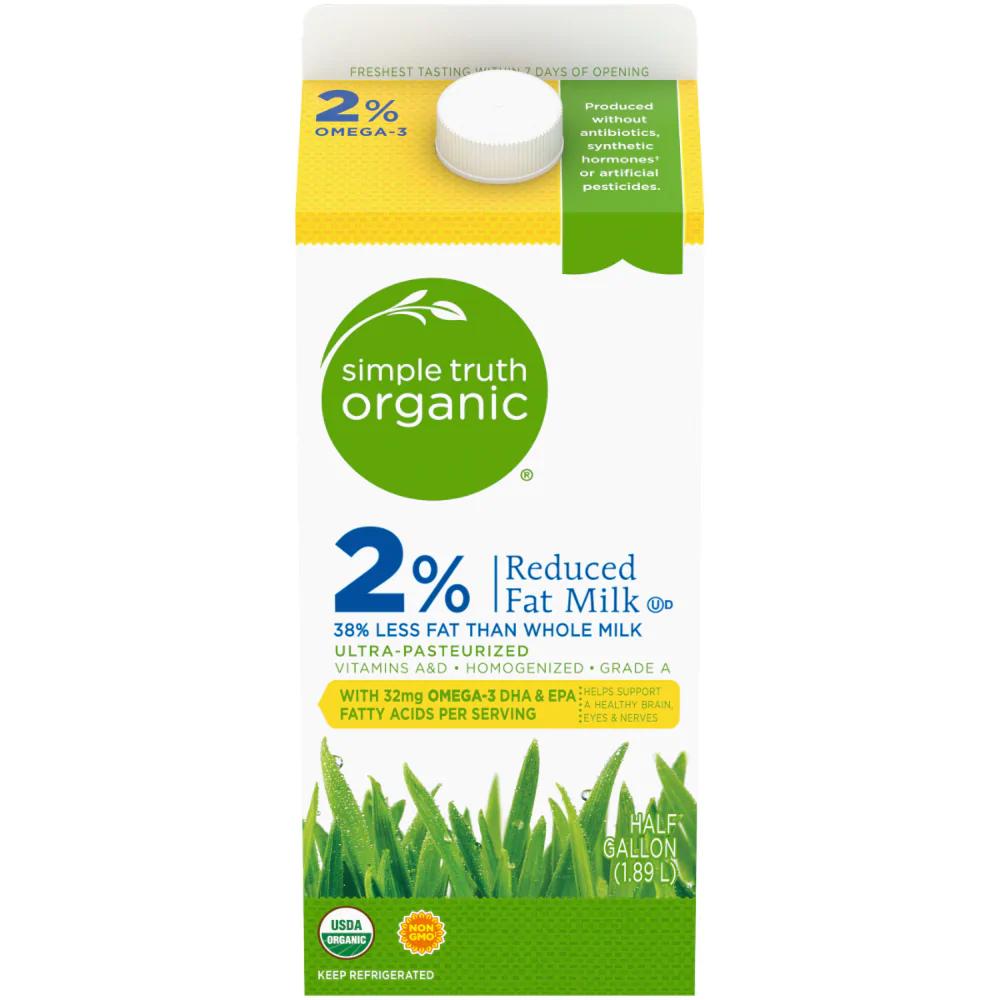 FRESHEST TASTING WITHIN 7 DAYS OF OPENING
2%
OMEGA-3
Produced
without
antibiotics,
synthetic
hormones†
or artificial
pesticides.
simple truth
organic
®
2%
Reduced
Fat Milk ⓊD
38% LESS FAT THAN WHOLE MILK
ULTRA-PASTEURIZED
VITAMINS A&D • HOMOGENIZED • GRADE A
WITH 32mg OMEGA-3 DHA & EPA
FATTY ACIDS PER SERVING
HELPS SUPPORT
A HEALTHY BRAIN,
EYES & NERVES
HALF
GALLON
(1.89 L)
USDA
ORGANIC
NON
GMO
KEEP REFRIGERATED